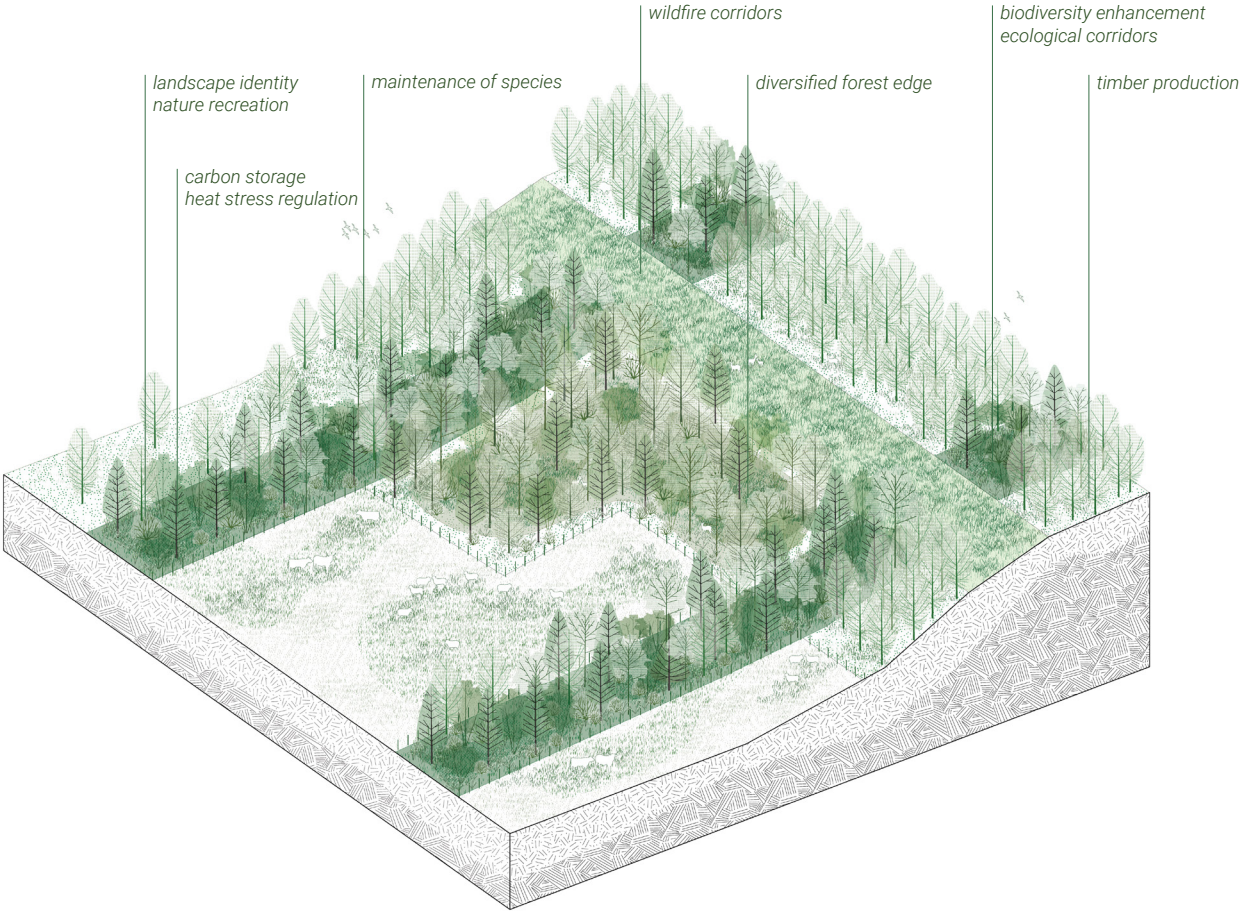 wildfire corridors
biodiversity enhancement
ecological corridors
landscape identity
nature recreation
maintenance of species
diversified forest edge
timber production
carbon storage
heat stress regulation